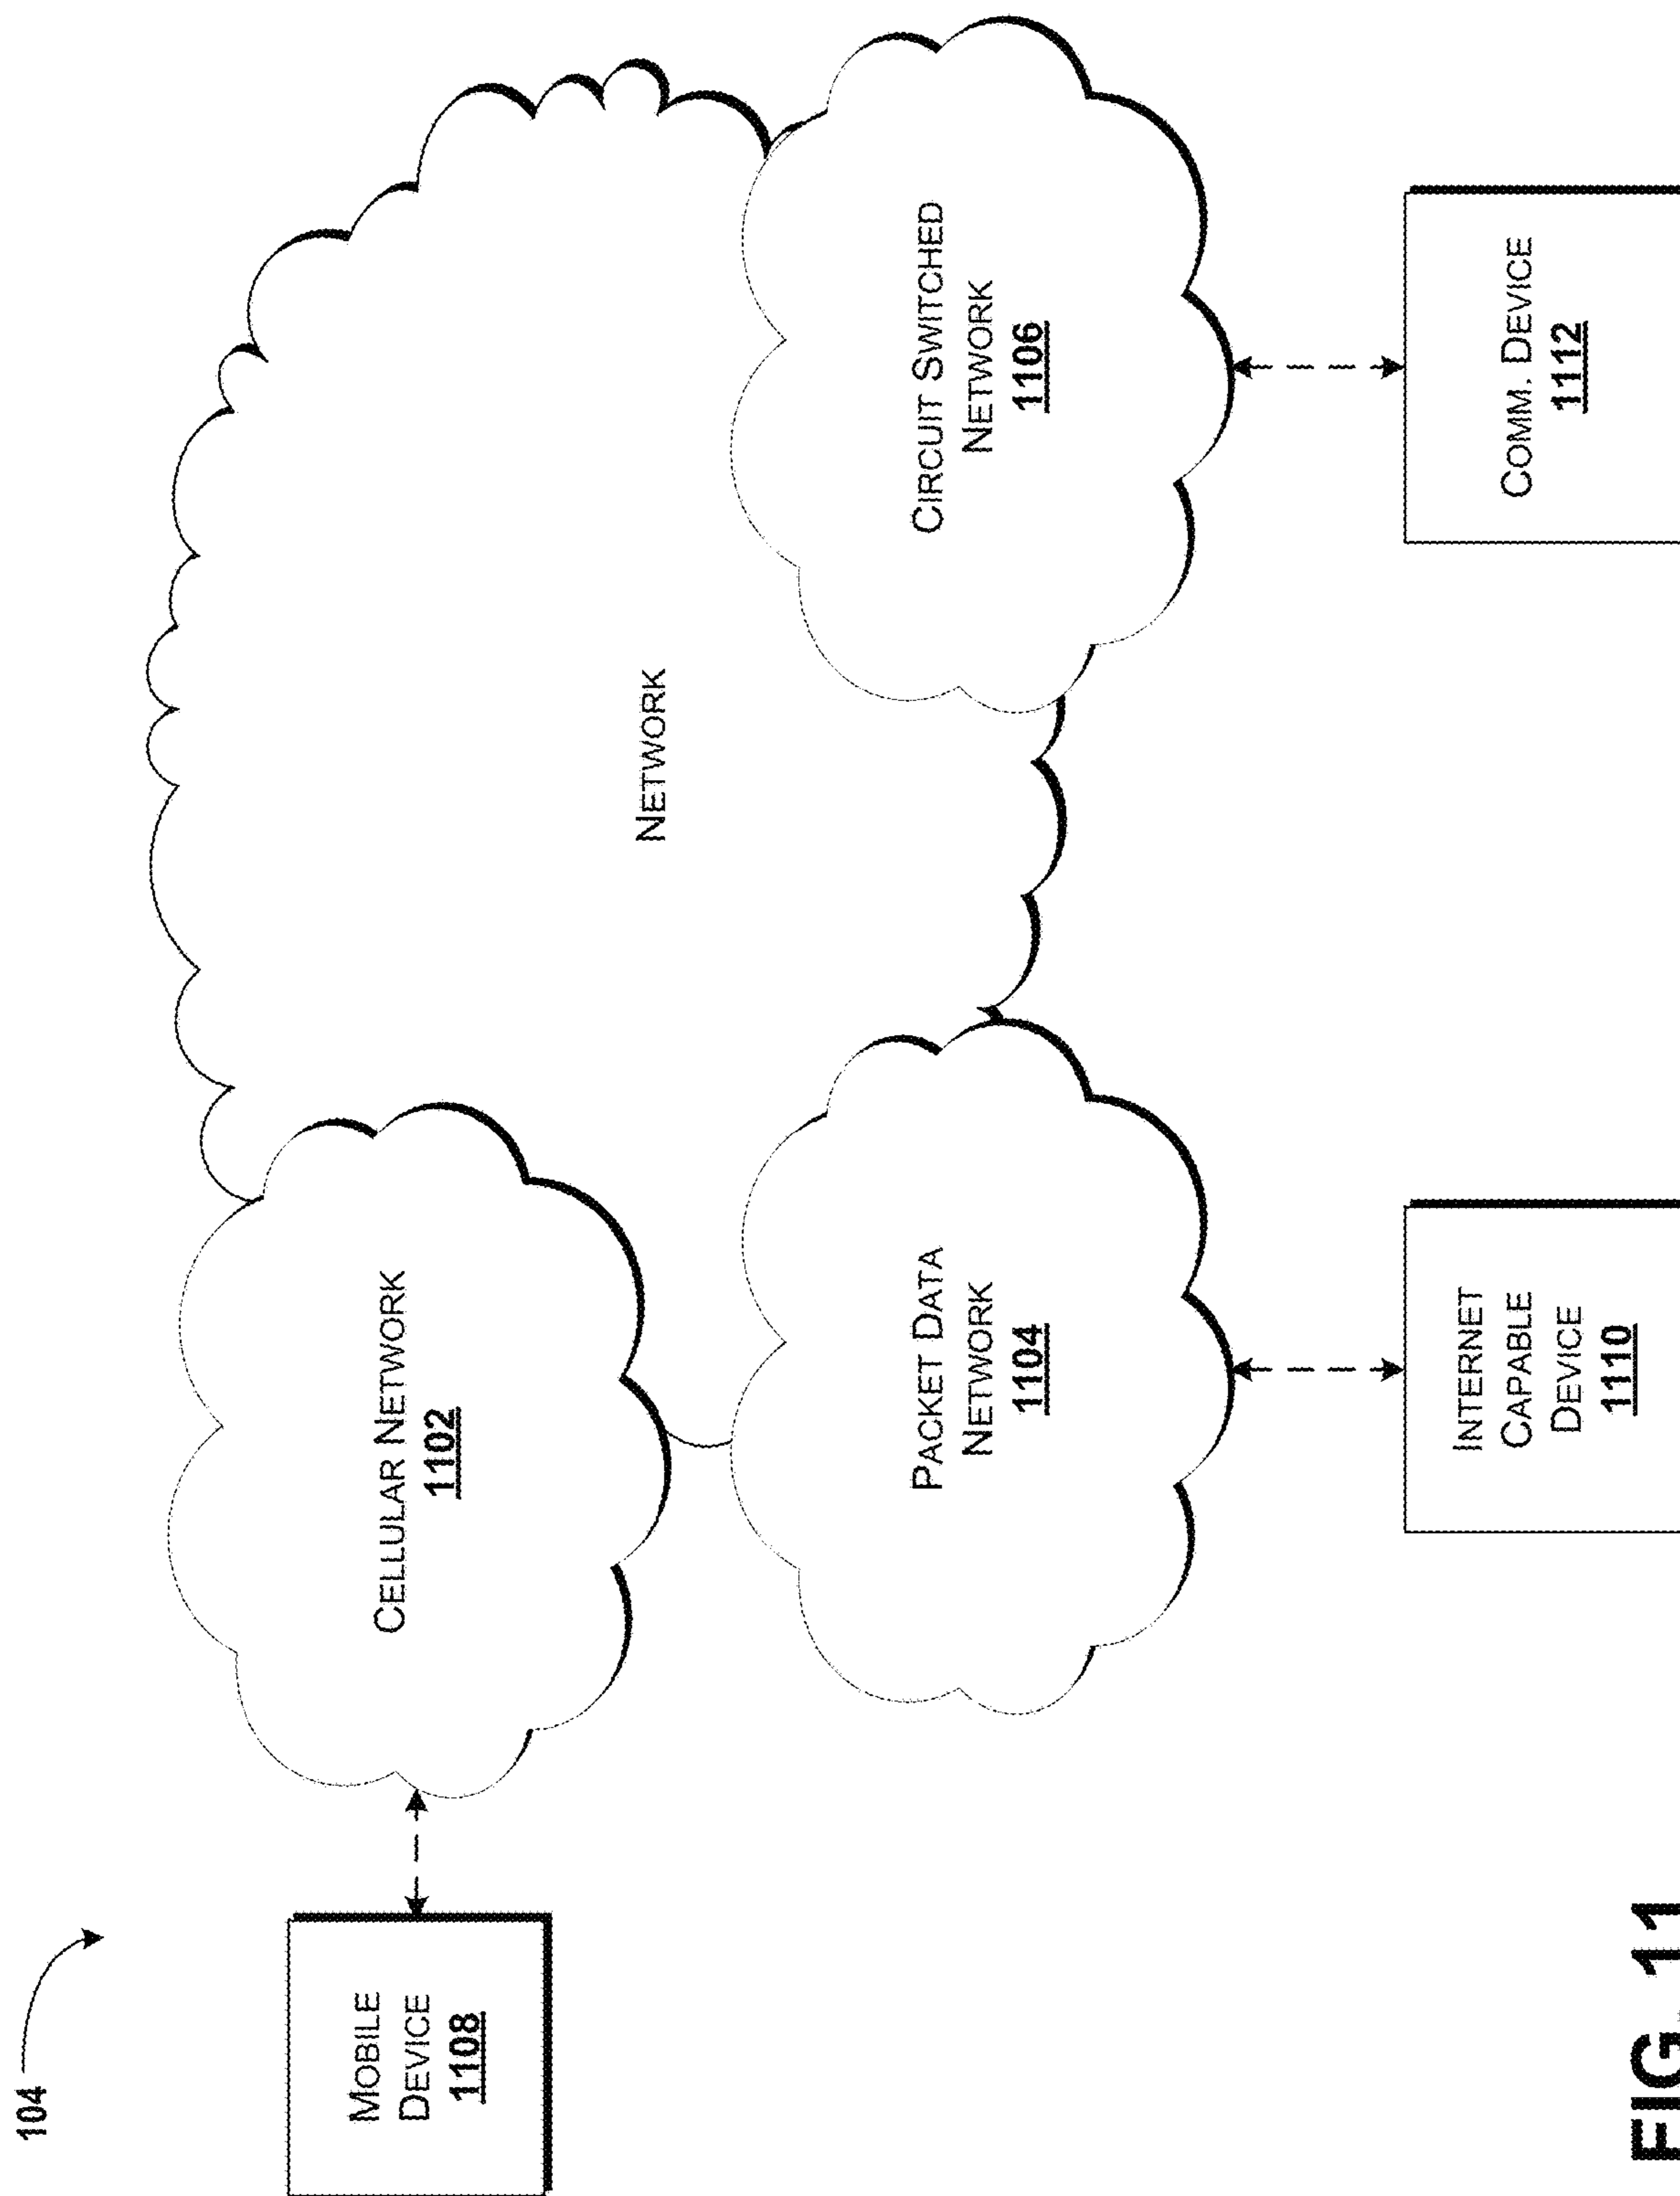 104
MOBILE
DEVICE
1108
CELLULAR NETWORK
1102
NETWORK
PACKET DATA
NETWORK
1104
CIRCUIT SWITCHED
NETWORK
1106
INTERNET
CAPABLE
DEVICE
1110
COMM. DEVICE
1112
FIG. 11